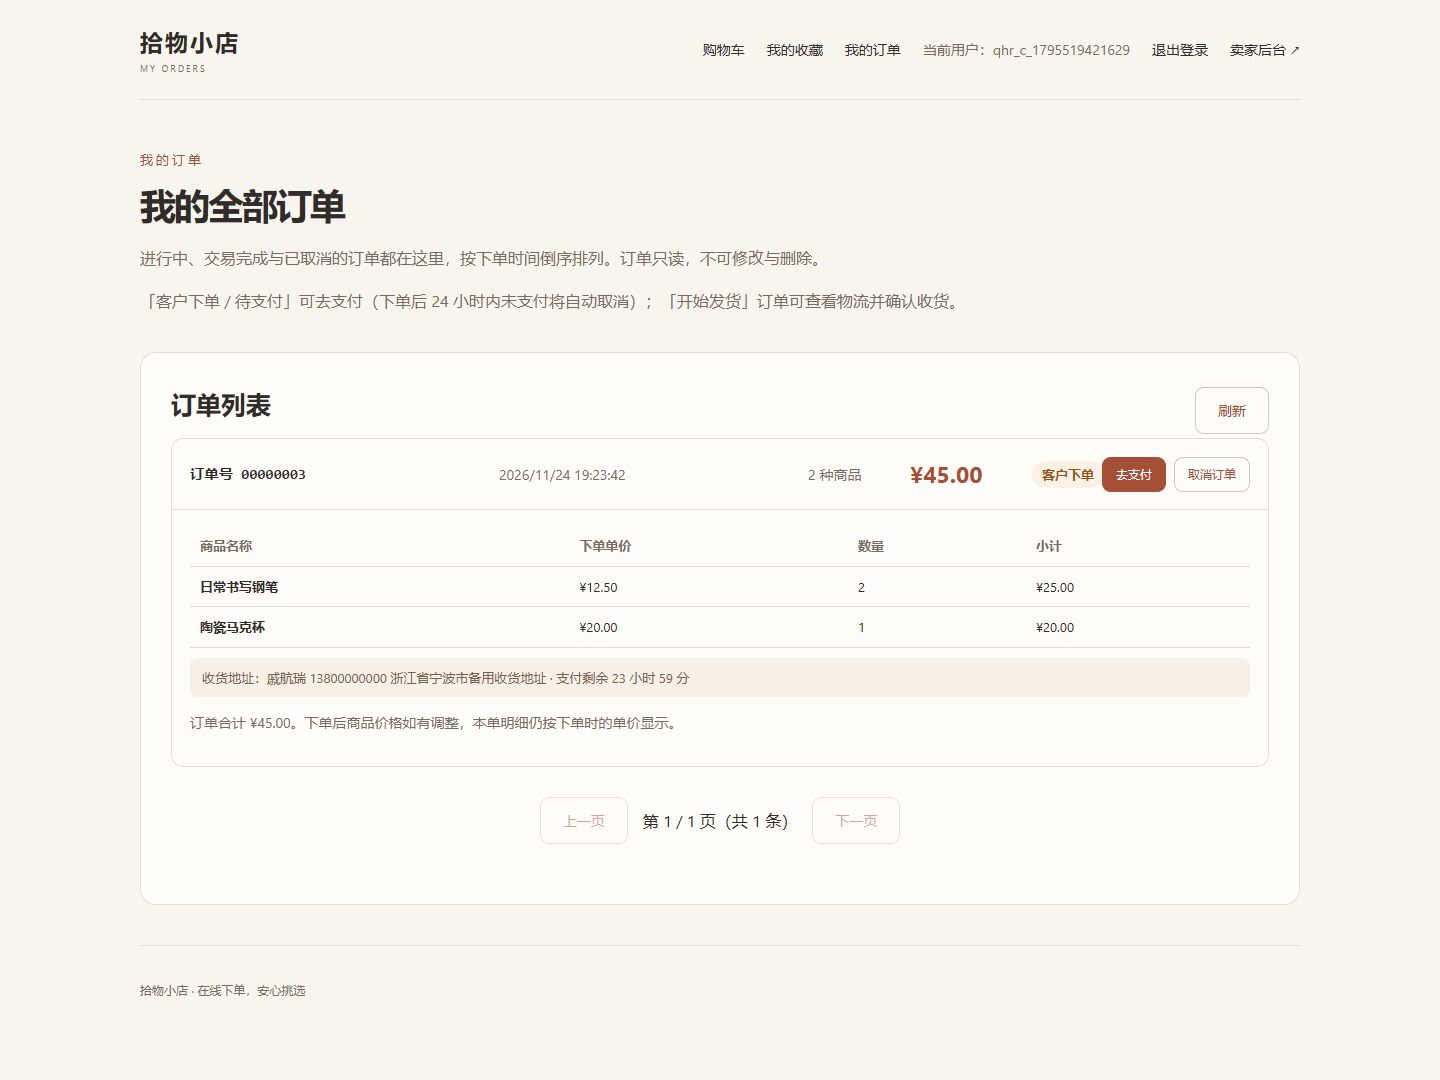 拾物小店
MY ORDERS
购物车 我的收藏 我的订单 当前用户：qhr_c_1795519421629 退出登录 卖家后台 ↗
我的订单
我的全部订单
进行中、交易完成与已取消的订单都在这里，按下单时间倒序排列。订单只读，不可修改与删除。
「客户下单 / 待支付」可去支付（下单后 24 小时内未支付将自动取消）；「开始发货」订单可查看物流并确认收货。
订单列表
刷新
订单号 00000003 2026/11/24 19:23:42 2 种商品 ¥45.00 客户下单 去支付 取消订单
商品名称 下单单价 数量 小计
日常书写钢笔 ¥12.50 2 ¥25.00
陶瓷马克杯 ¥20.00 1 ¥20.00
收货地址：戚航瑞 13800000000 浙江省宁波市备用收货地址 · 支付剩余 23 小时 59 分
订单合计 ¥45.00。下单后商品价格如有调整，本单明细仍按下单时的单价显示。
上一页 第 1 / 1 页（共 1 条） 下一页
拾物小店 · 在线下单，安心挑选